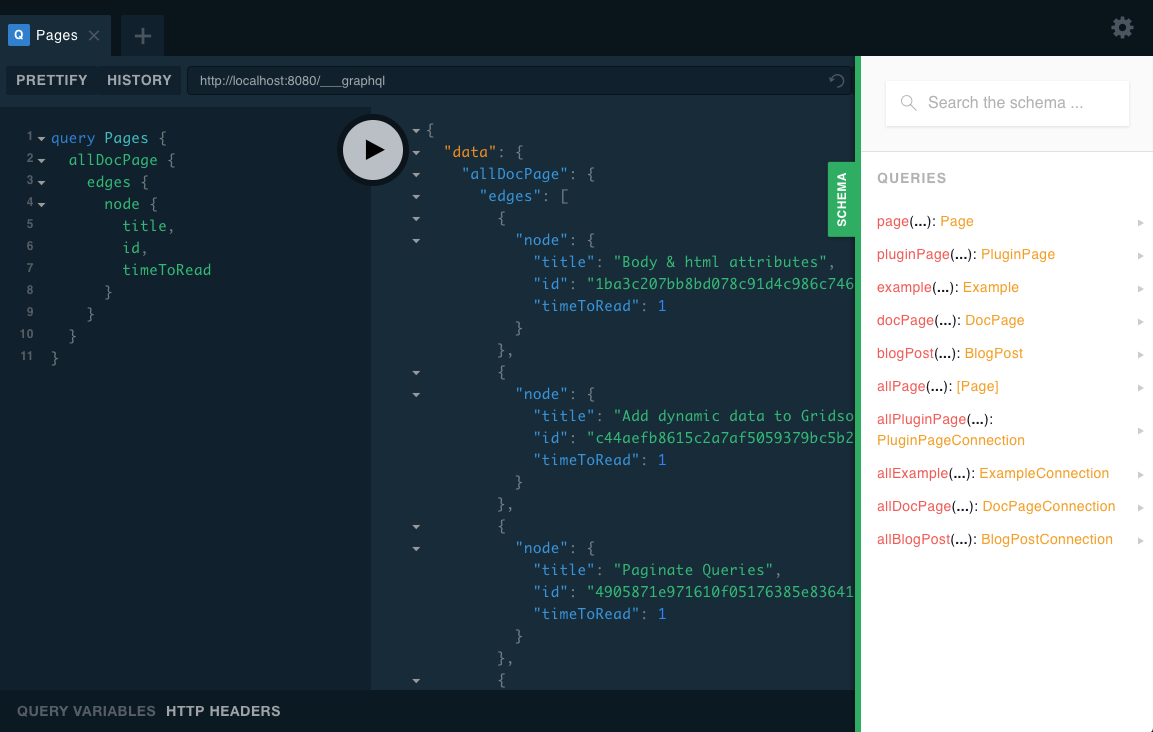 Q Pages
PRETTIFY HISTORY http://localhost:8080/___graphql
1 query Pages {
2 allDocPage {
3 edges {
4 node {
5 title,
6 id,
7 timeToRead
8 }
9 }
10 }
11 }
{
"data": {
"allDocPage": {
"edges": [
{
"node": {
"title": "Body & html attributes",
"id": "1ba3c207bb8bd078c91d4c986c746
"timeToRead": 1
}
},
{
"node": {
"title": "Add dynamic data to Gridso
"id": "c44aefb8615c2a7af5059379bc5b2
"timeToRead": 1
}
},
{
"node": {
"title": "Paginate Queries",
"id": "4905871e971610f05176385e83641
"timeToRead": 1
}
},
{
QUERY VARIABLES HTTP HEADERS
SCHEMA
Search the schema ...
QUERIES
page(...): Page
pluginPage(...): PluginPage
example(...): Example
docPage(...): DocPage
blogPost(...): BlogPost
allPage(...): [Page]
allPluginPage(...):
PluginPageConnection
allExample(...): ExampleConnection
allDocPage(...): DocPageConnection
allBlogPost(...): BlogPostConnection